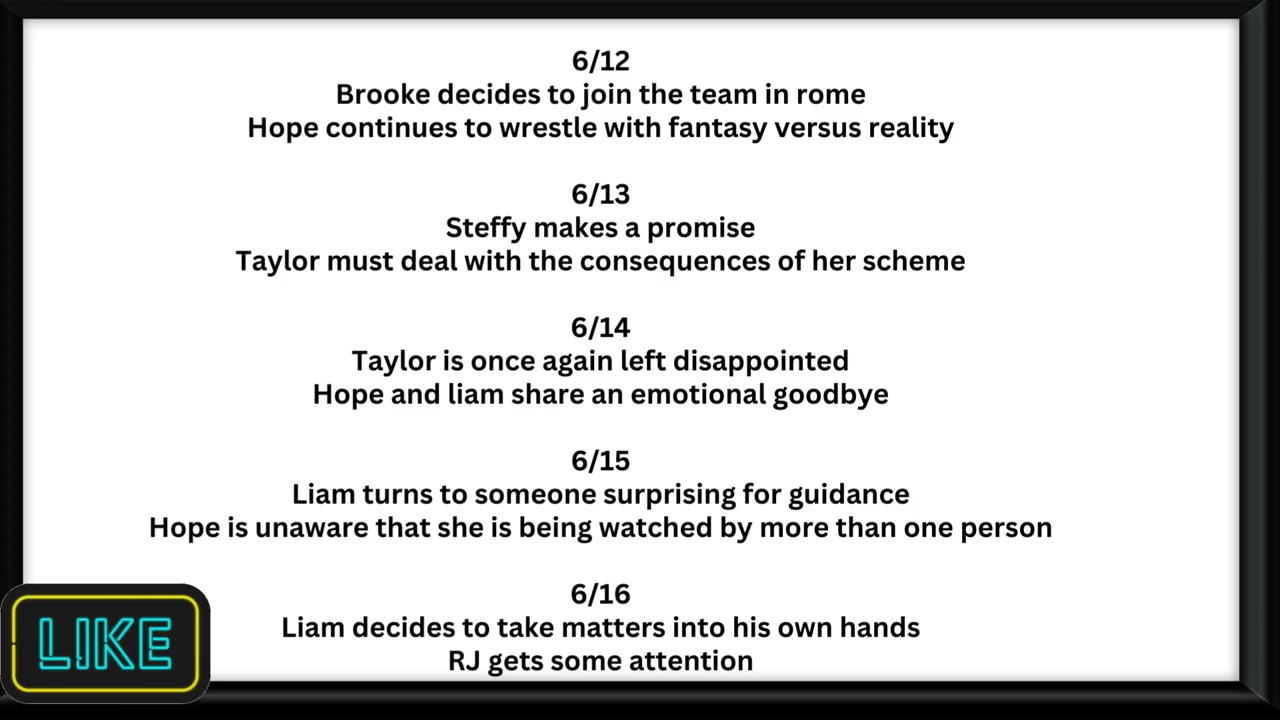 6/12
Brooke decides to join the team in rome
Hope continues to wrestle with fantasy versus reality
6/13
Steffy makes a promise
Taylor must deal with the consequences of her scheme
6/14
Taylor is once again left disappointed
Hope and liam share an emotional goodbye
6/15
Liam turns to someone surprising for guidance
Hope is unaware that she is being watched by more than one person
6/16
Liam decides to take matters into his own hands
RJ gets some attention
LIKE